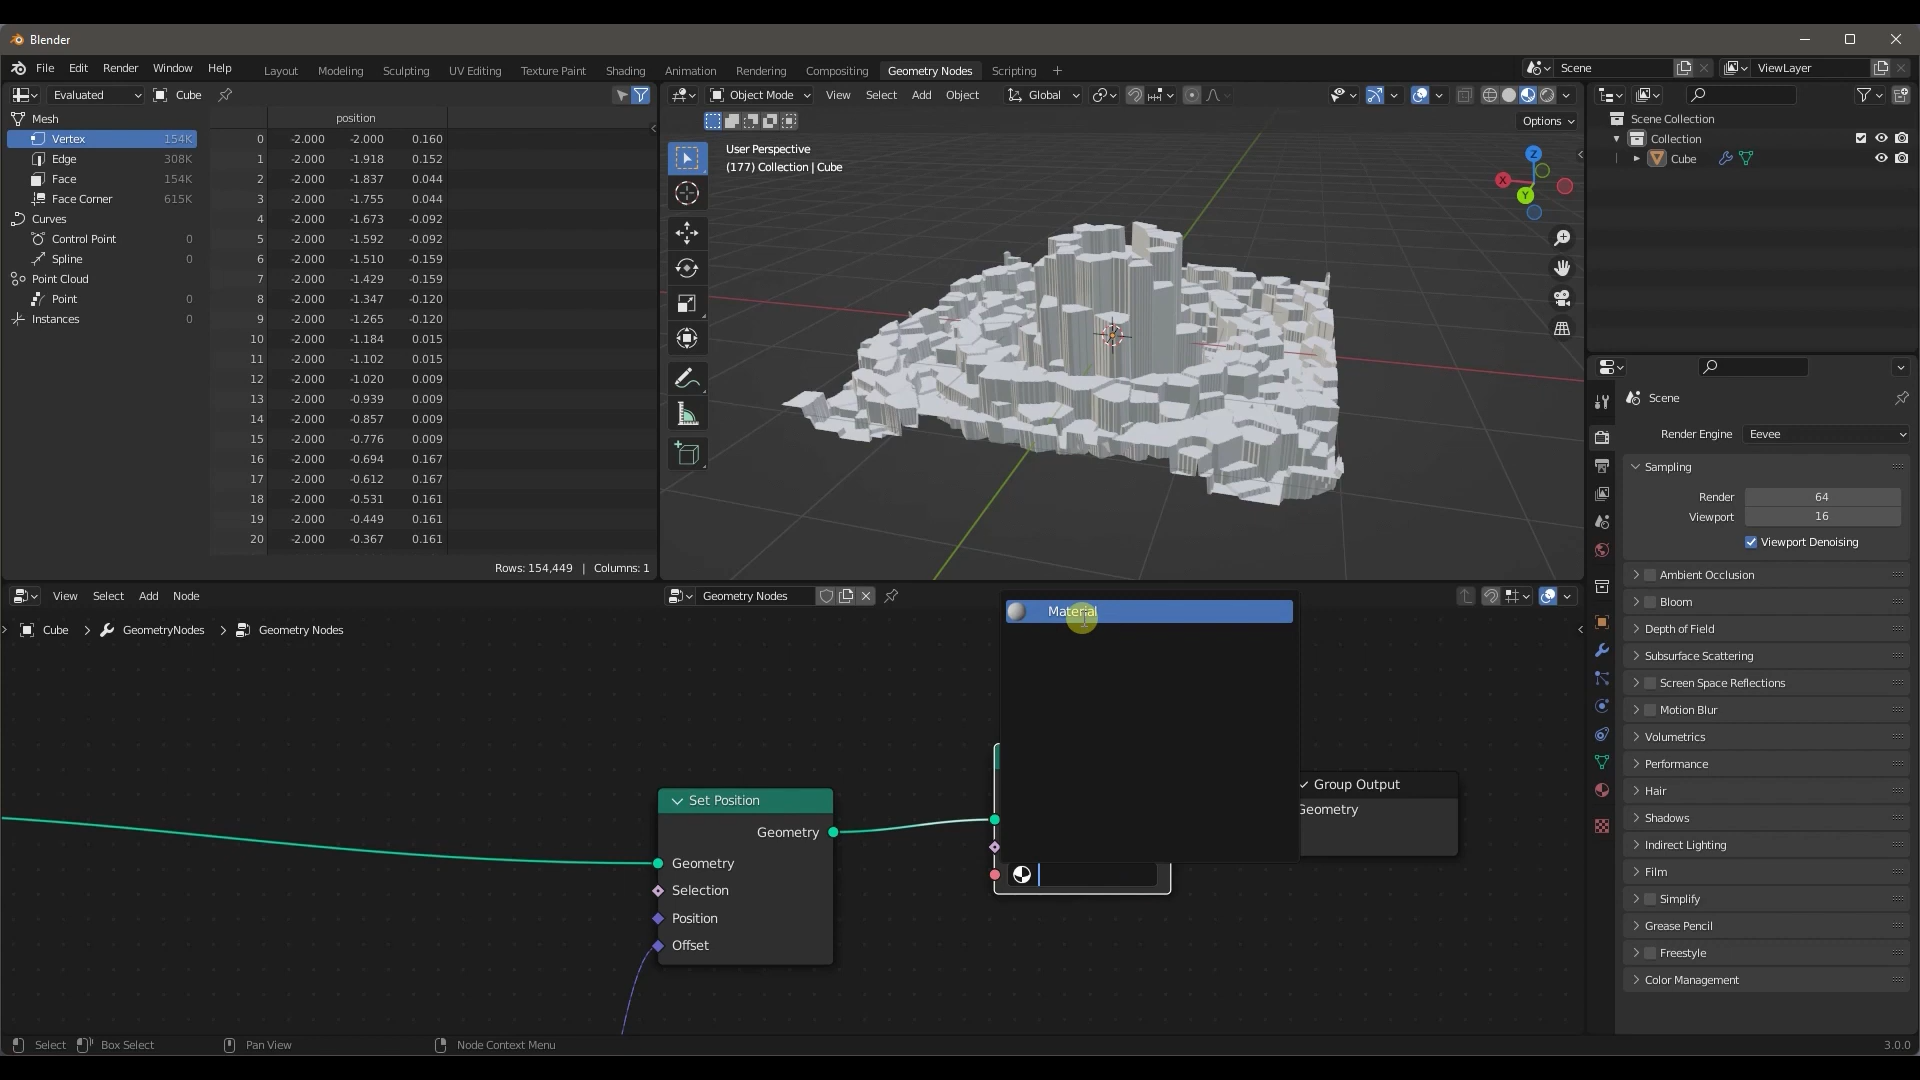 Blender
File Edit Render Window Help
Layout Modeling Sculpting UV Editing Texture Paint Shading Animation Rendering Compositing Geometry Nodes Scripting +
Scene
ViewLayer
Evaluated
Cube
Mesh
Vertex 154K
Edge 308K
Face 154K
Face Corner 615K
Curves
Control Point 0
Spline 0
Point Cloud
Point 0
Instances 0
position
0 -2.000 -2.000 0.160
1 -2.000 -1.918 0.152
2 -2.000 -1.837 0.044
3 -2.000 -1.755 0.044
4 -2.000 -1.673 -0.092
5 -2.000 -1.592 -0.092
6 -2.000 -1.510 -0.159
7 -2.000 -1.429 -0.159
8 -2.000 -1.347 -0.120
9 -2.000 -1.265 -0.120
10 -2.000 -1.184 0.015
11 -2.000 -1.102 0.015
12 -2.000 -1.020 0.009
13 -2.000 -0.939 0.009
14 -2.000 -0.857 0.009
15 -2.000 -0.776 0.009
16 -2.000 -0.694 0.167
17 -2.000 -0.612 0.167
18 -2.000 -0.531 0.161
19 -2.000 -0.449 0.161
20 -2.000 -0.367 0.161
Rows: 154,449 | Columns: 1
Object Mode View Select Add Object Global
Options
User Perspective
(177) Collection | Cube
Z
X
Y
Scene Collection
Collection
Cube
Scene
Render Engine Eevee
Sampling
Render 64
Viewport 16
Viewport Denoising
Ambient Occlusion
Bloom
Depth of Field
Subsurface Scattering
Screen Space Reflections
Motion Blur
Volumetrics
Performance
Hair
Shadows
Indirect Lighting
Film
Simplify
Grease Pencil
Freestyle
Color Management
View Select Add Node
Geometry Nodes
Cube > GeometryNodes > Geometry Nodes
Material
Set Position
Geometry
Geometry
Selection
Position
Offset
Group Output
Geometry
Select Box Select Pan View Node Context Menu
3.0.0